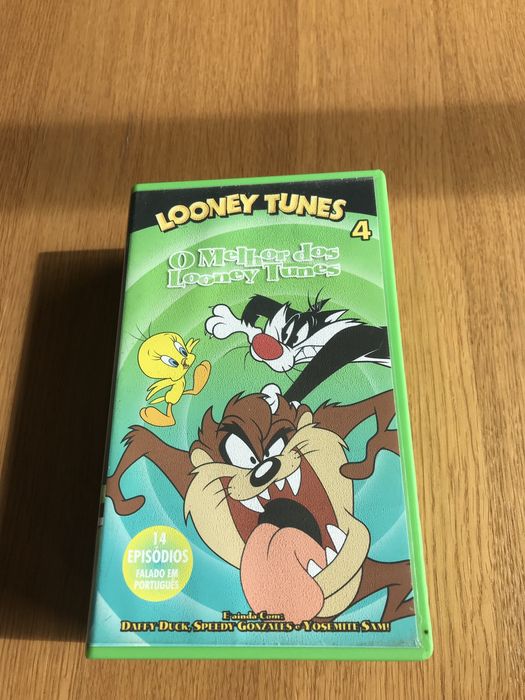 LOONEY TUNES
4
O Melhor dos
Looney Tunes
14
EPISÓDIOS
FALADO EM
PORTUGUÊS
E ainda Com:
DAFFY DUCK, SPEEDY GONZALES e YOSEMITE SAM!